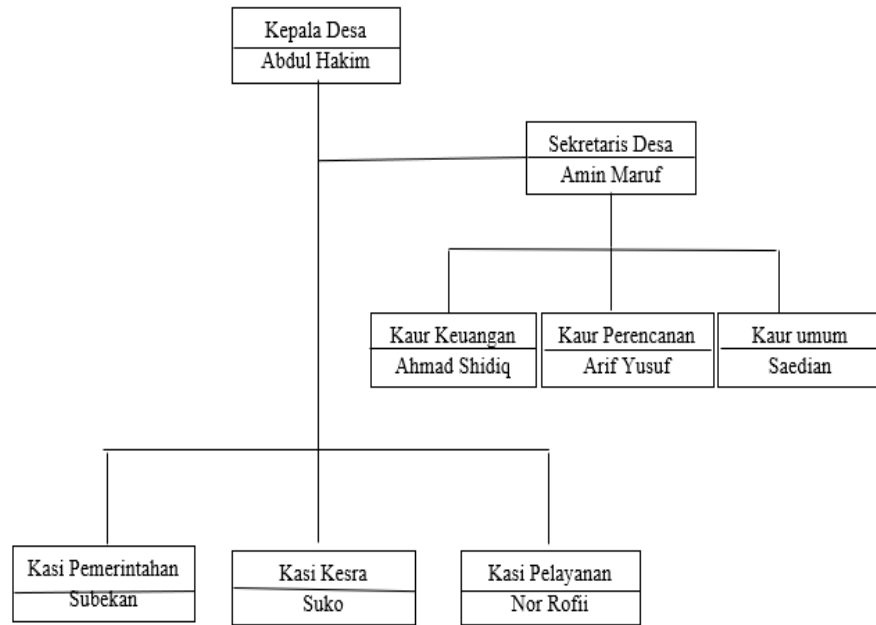 Kepala Desa
Abdul Hakim
Sekretaris Desa
Amin Maruf
Kaur Keuangan
Ahmad Shidiq
Kaur Perencanan
Arif Yusuf
Kaur umum
Saedian
Kasi Pemerintahan
Subekan
Kasi Kesra
Suko
Kasi Pelayanan
Nor Rofii